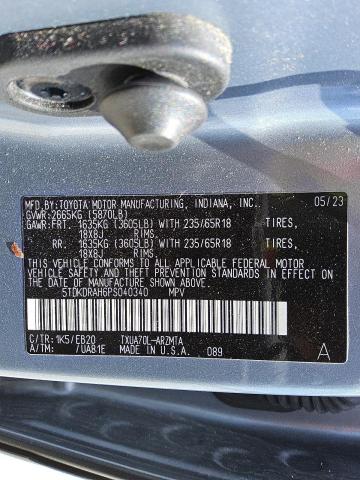 MFD.BY:TOYOTA MOTOR MANUFACTURING, INDIANA, INC. 05/23
GVWR:2665KG (5870LB)
GAWR:FRT. 1635KG (3605LB) WITH 235/65R18 TIRES,
18X8J RIMS,
RR. 1635KG (3605LB) WITH 235/65R18 TIRES,
18X8J RIMS.
THIS VEHICLE CONFORMS TO ALL APPLICABLE FEDERAL MOTOR
VEHICLE SAFETY, BUMPER, AND THEFT PREVENTION STANDARDS
IN EFFECT ON THE DATE OF MANUFACTURE SHOWN ABOVE.
5TDKDRAH6PS040340 MPV
C/TR:1K5/EB20 TXUA70L-ARZMTA
A/TM: /UA81E MADE IN U.S.A. 089 A